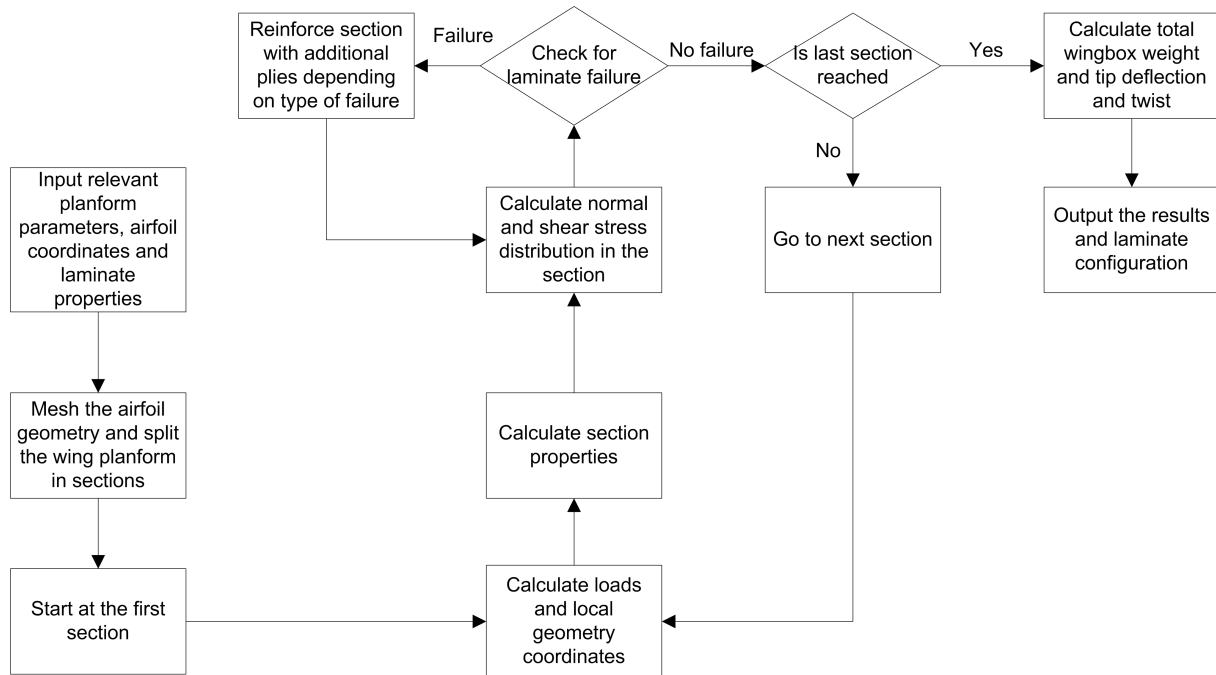 Reinforce section
with additional
plies depending
on type of failure
Failure
Check for
laminate failure
No failure
Is last section
reached
Yes
Calculate total
wingbox weight
and tip deflection
and twist
No
Input relevant
planform
parameters, airfoil
coordinates and
laminate
properties
Calculate normal
and shear stress
distribution in the
section
Go to next section
Output the results
and laminate
configuration
Mesh the airfoil
geometry and split
the wing planform
in sections
Calculate section
properties
Start at the first
section
Calculate loads
and local
geometry
coordinates